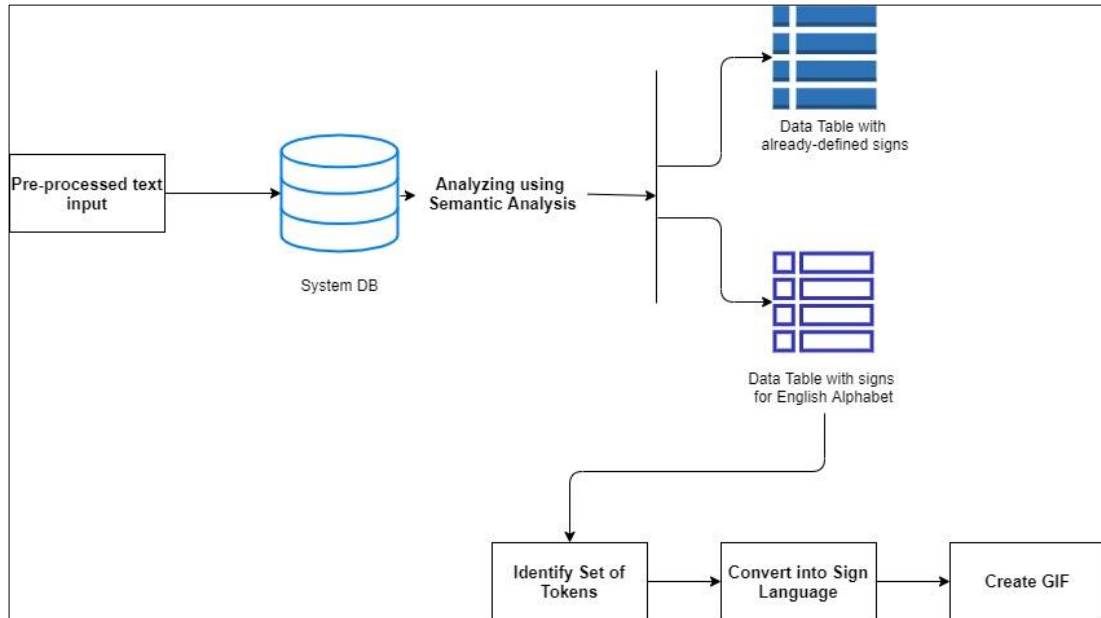 Data Table with
already-defined signs
Pre-processed text
input
Analyzing using
Semantic Analysis
System DB
Data Table with signs
for English Alphabet
Identify Set of
Tokens
Convert into Sign
Language
Create GIF